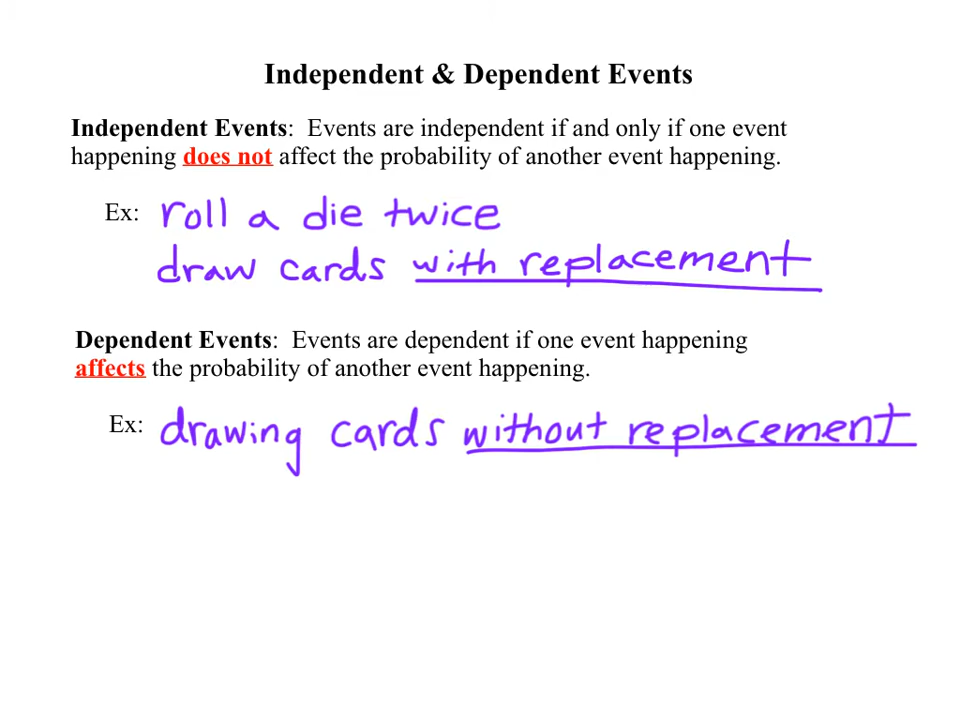 Independent & Dependent Events
Independent Events: Events are independent if and only if one event
happening does not affect the probability of another event happening.
Ex: roll a die twice
draw cards with replacement
Dependent Events: Events are dependent if one event happening
affects the probability of another event happening.
Ex: drawing cards without replacement